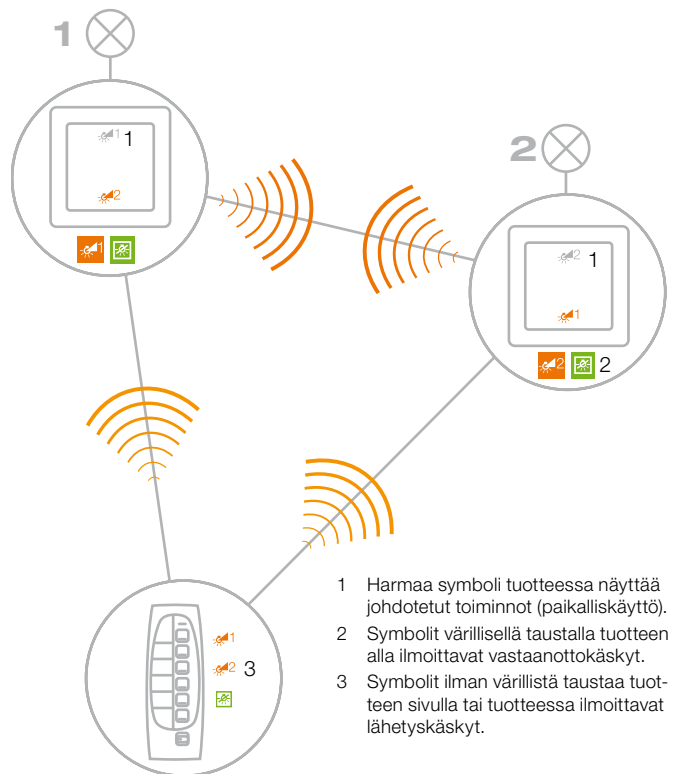 1
1 1
2
1
2
2 1
1
2 2
1
2 3
1 Harmaa symboli tuotteessa näyttää
johdotetut toiminnot (paikalliskäyttö).
2 Symbolit värillisellä taustalla tuotteen
alla ilmoittavat vastaanottokäskyt.
3 Symbolit ilman värillistä taustaa tuot-
teen sivulla tai tuotteessa ilmoittavat
lähetyskäskyt.